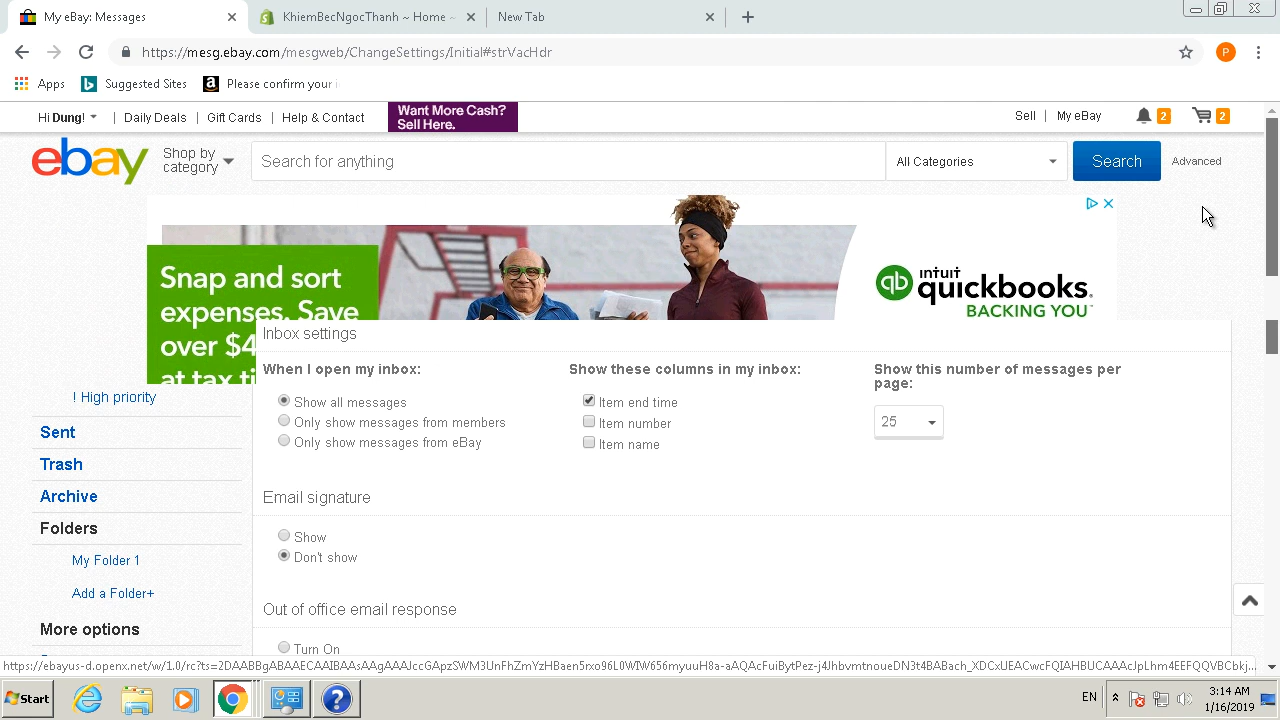 My eBay: Messages
KhiemBecNgocThanh ~ Home ~
New Tab
https://mesg.ebay.com/mesgweb/ChangeSettings/Initial#strVacHdr
P
Apps
Suggested Sites
Please confirm your
Hi Dung!
Daily Deals
Gift Cards
Help & Contact
Want More Cash?
Sell Here.
Sell
My eBay
2
2
ebay
Shop by
category
Search for anything
All Categories
Search
Advanced
Snap and sort
expenses. Save
over $4
at tax ti
intuit
quickbooks.
BACKING YOU
Inbox settings
When I open my inbox:
Show all messages
Only show messages from members
Only show messages from eBay
Show these columns in my inbox:
Item end time
Item number
Item name
Show this number of messages per
page:
25
! High priority
Sent
Trash
Archive
Folders
My Folder 1
Add a Folder+
More options
Email signature
Show
Don't show
Out of office email response
Turn On
Start
EN
3:14 AM
1/16/2019